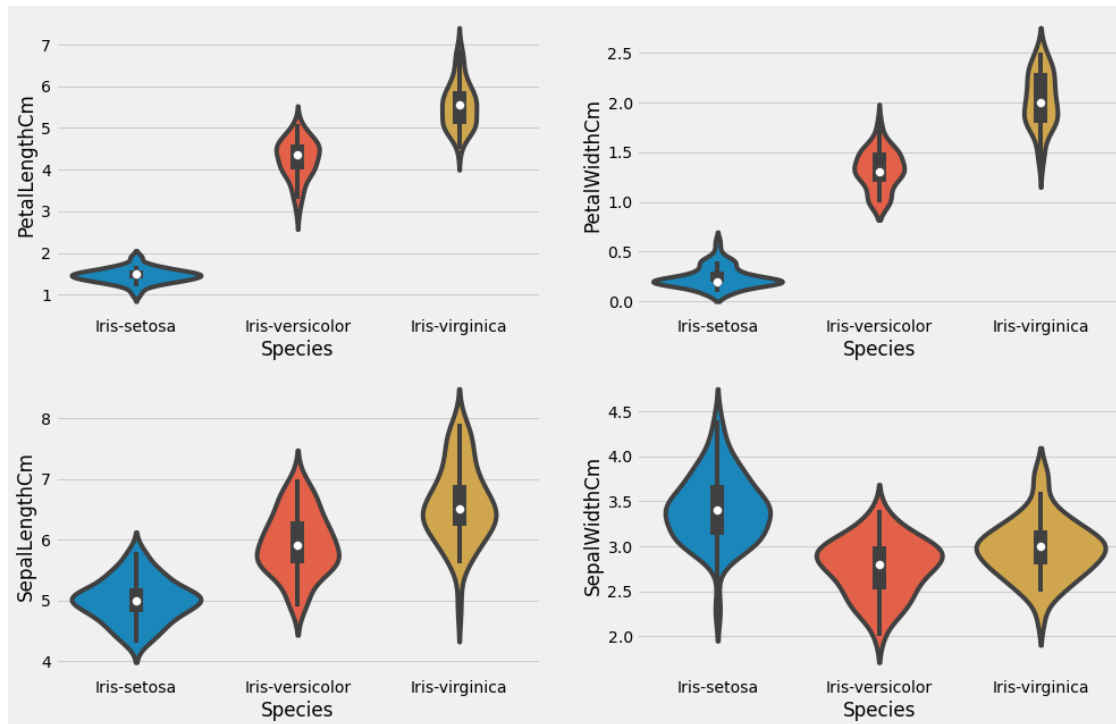 PetalLengthCm
7
6
5
4
3
2
1
Iris-setosa Iris-versicolor Iris-virginica
Species
PetalWidthCm
2.5
2.0
1.5
1.0
0.5
0.0
Iris-setosa Iris-versicolor Iris-virginica
Species
SepalLengthCm
8
7
6
5
4
Iris-setosa Iris-versicolor Iris-virginica
Species
SepalWidthCm
4.5
4.0
3.5
3.0
2.5
2.0
Iris-setosa Iris-versicolor Iris-virginica
Species